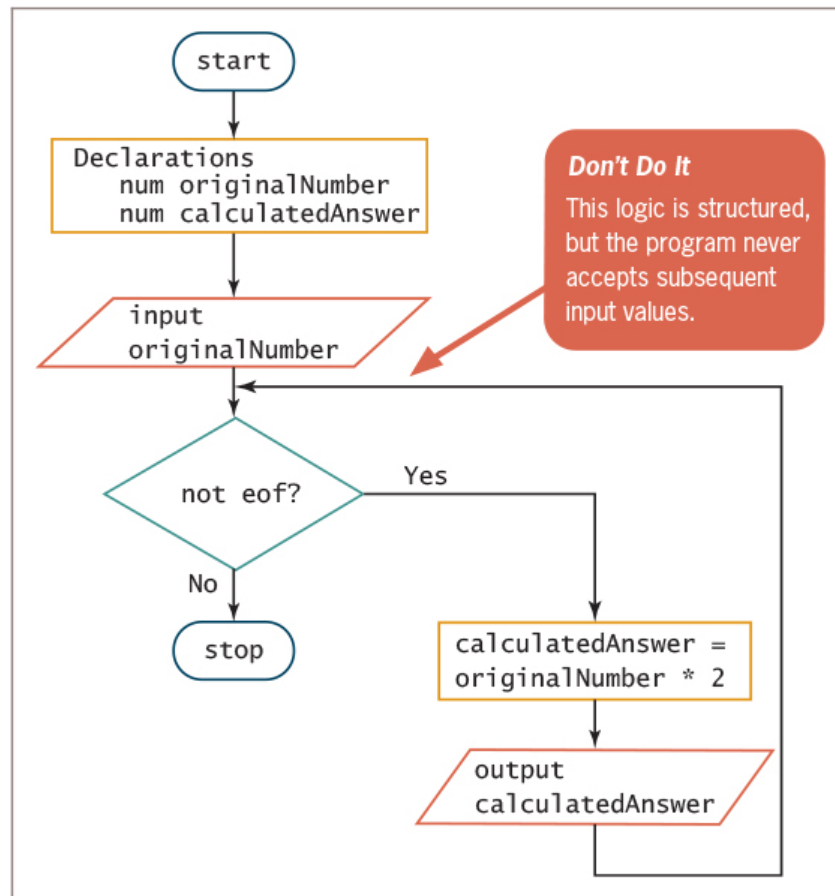 start
Declarations
num originalNumber
num calculatedAnswer
Don't Do It
This logic is structured,
but the program never
accepts subsequent
input values.
input
originalNumber
not eof?
Yes
No
stop
calculatedAnswer =
originalNumber * 2
output
calculatedAnswer